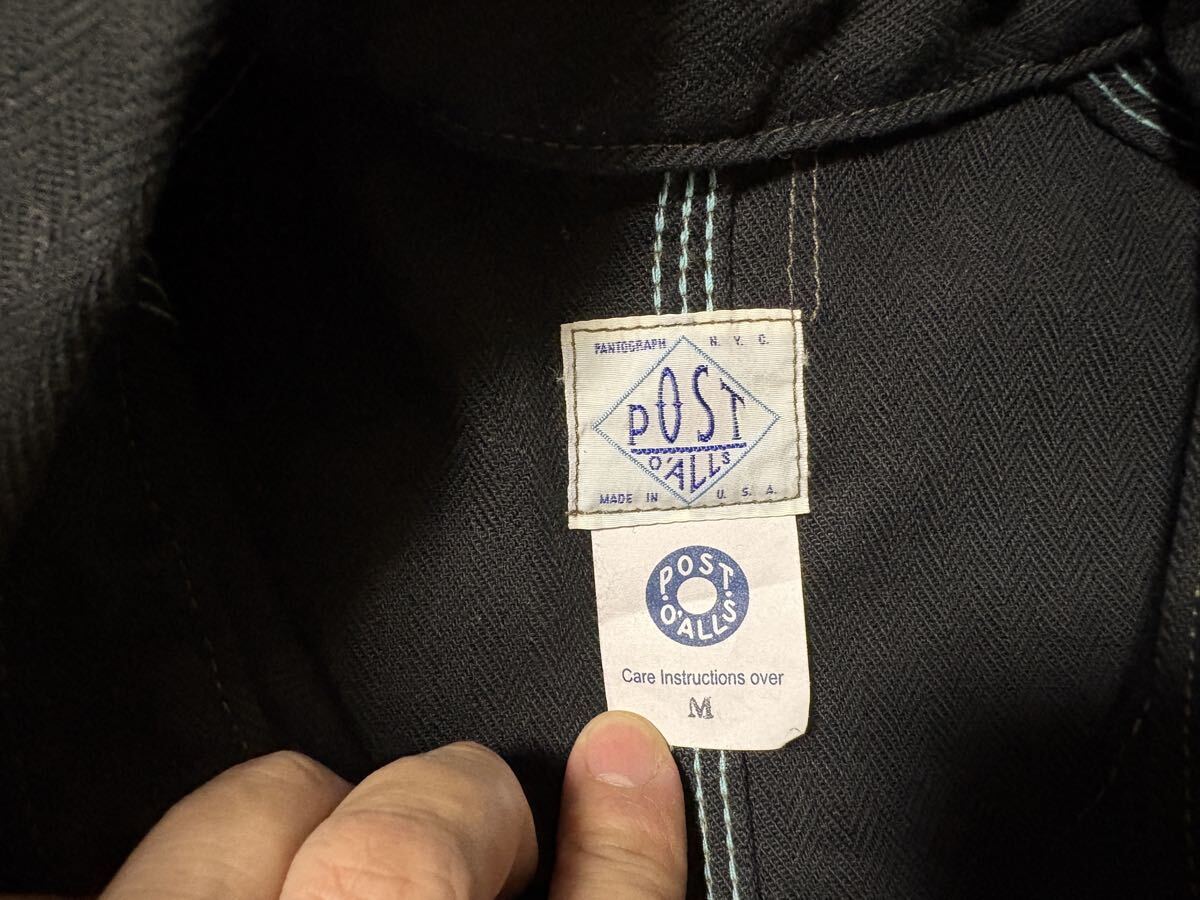 PANTOGRAPH N. Y. C.
POST
O'ALLS
MADE IN U. S. A.
POST
O'ALLS
Care Instructions over
M